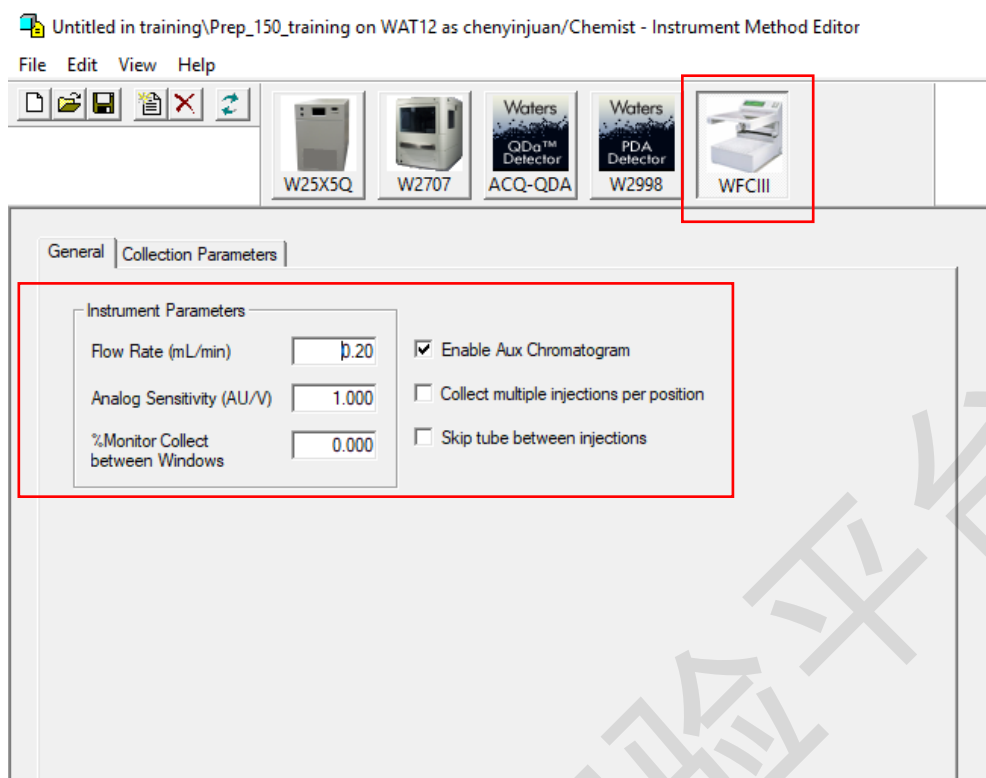 Untitled in training\Prep_150_training on WAT12 as chenyinjuan/Chemist - Instrument Method Editor
File Edit View Help
Waters
QDa™
Detector
Waters
PDA
Detector
W25X5Q W2707 ACQ-QDA W2998 WFCIII
General Collection Parameters
Instrument Parameters
Flow Rate (mL/min) 0.20 Enable Aux Chromatogram
Analog Sensitivity (AU/V) 1.000 Collect multiple injections per position
%Monitor Collect
between Windows 0.000 Skip tube between injections
验平台